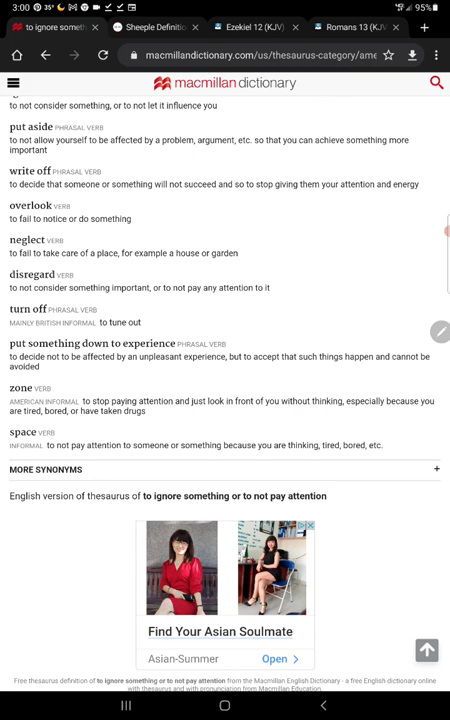 3:00 35° 95%
to ignore someth × Sheeple Definiti × Ezekiel 12 (KJV) × Romans 13 (KJV × +
macmillandictionary.com/us/thesaurus-category/ame
macmillan dictionary
to not consider something, or to not let it influence you
put aside PHRASAL VERB
to not allow yourself to be affected by a problem, argument, etc. so that you can achieve something more
important
write off PHRASAL VERB
to decide that someone or something will not succeed and so to stop giving them your attention and energy
overlook VERB
to fail to notice or do something
neglect VERB
to fail to take care of a place, for example a house or garden
disregard VERB
to not consider something important, or to not pay any attention to it
turn off PHRASAL VERB
MAINLY BRITISH INFORMAL to tune out
put something down to experience PHRASAL VERB
to decide not to be affected by an unpleasant experience, but to accept that such things happen and cannot be
avoided
zone VERB
AMERICAN INFORMAL to stop paying attention and just look in front of you without thinking, especially because you
are tired, bored, or have taken drugs
space VERB
INFORMAL to not pay attention to someone or something because you are thinking, tired, bored, etc.
MORE SYNONYMS +
English version of thesaurus of to ignore something or to not pay attention
Find Your Asian Soulmate
Asian-Summer Open >
Free thesaurus definition of to ignore something or to not pay attention from the Macmillan English Dictionary - a free English dictionary online
with thesaurus and with pronunciation from Macmillan Education.